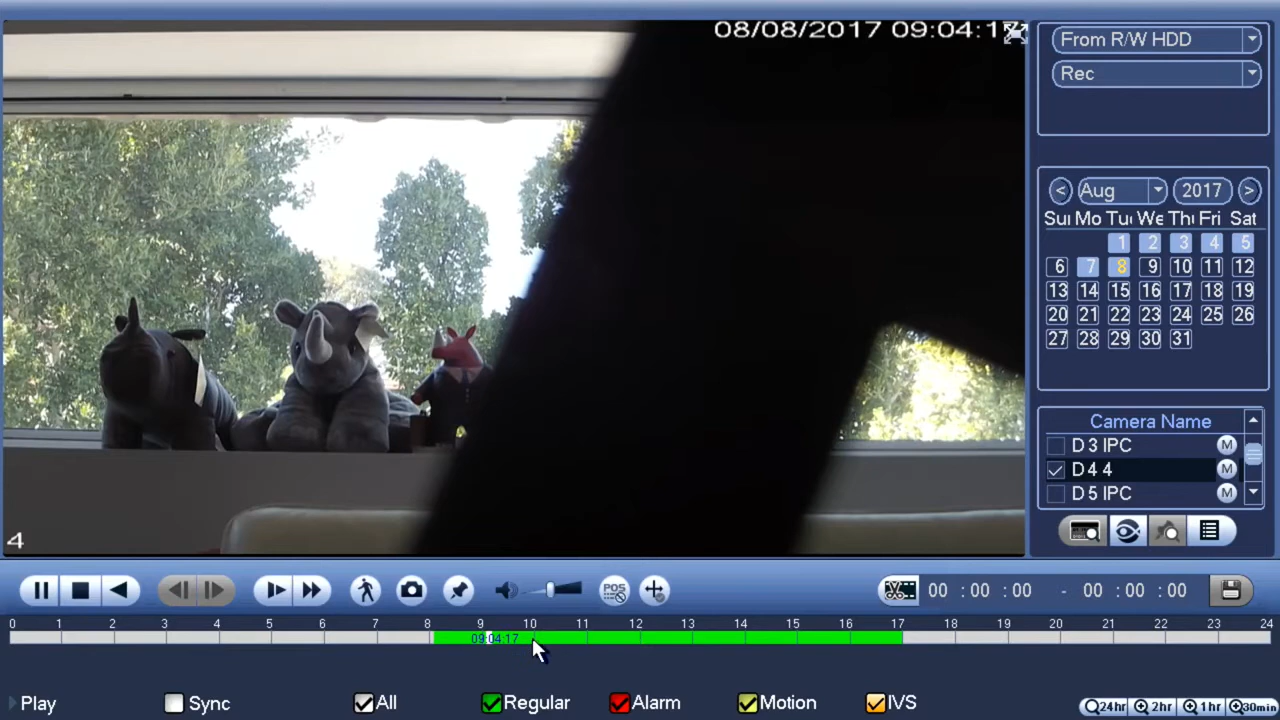 08/08/2017 09:04:17
From R/W HDD
Rec
< Aug 2017 >
Su Mo Tu We Thu Fri Sat
1 2 3 4 5
6 7 8 9 10 11 12
13 14 15 16 17 18 19
20 21 22 23 24 25 26
27 28 29 30 31
Camera Name
D 3 IPC M
D 4 4 M
D 5 IPC M
4
POS
00 : 00 : 00 - 00 : 00 : 00
0 1 2 3 4 5 6 7 8 9 10 11 12 13 14 15 16 17 18 19 20 21 22 23 24
09:04:17
Play
Sync
All
Regular
Alarm
Motion
IVS
24hr 2hr 1hr 30min